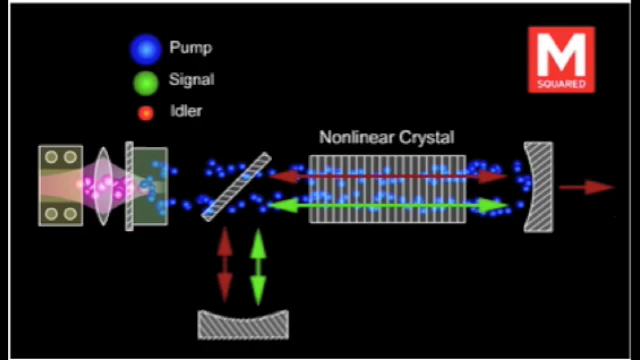 Pump
Signal
Idler
M
SQUARED
Nonlinear Crystal